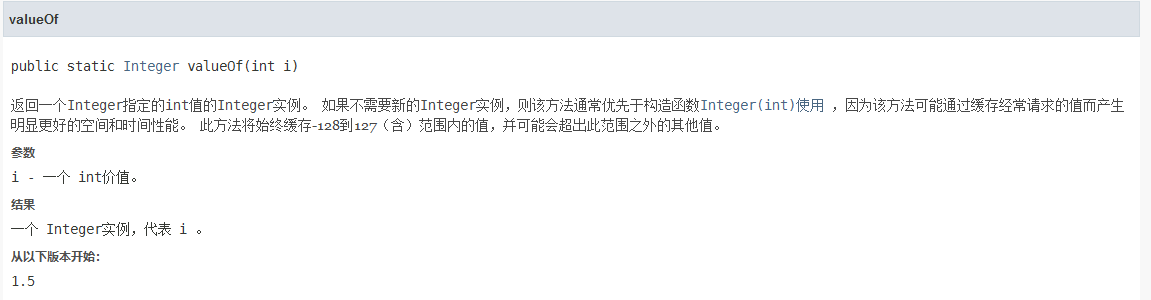 valueOf
public static Integer valueOf(int i)
返回一个Integer指定的int值的Integer实例。 如果不需要新的Integer实例，则该方法通常优先于构造函数Integer(int)使用 ，因为该方法可能通过缓存经常请求的值而产生
明显更好的空间和时间性能。 此方法将始终缓存-128到127（含）范围内的值，并可能会超出此范围之外的其他值。
参数
i - 一个 int价值。
结果
一个 Integer实例，代表 i 。
从以下版本开始：
1.5